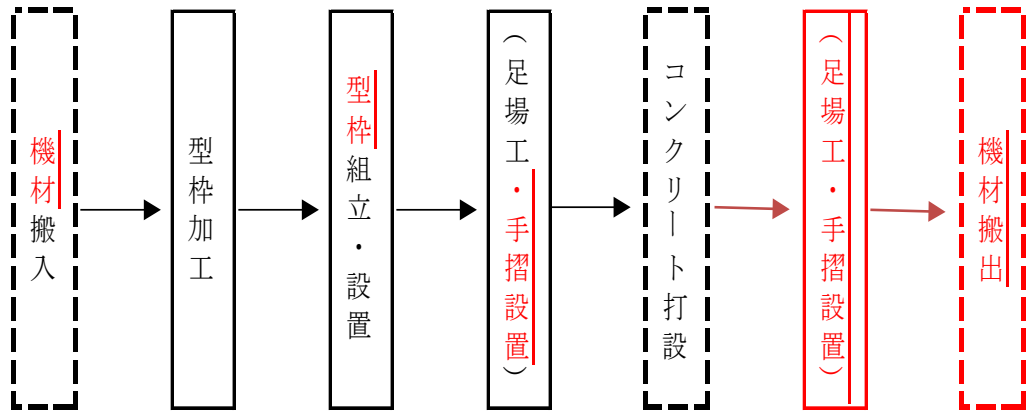 機材搬入
型枠加工
型枠組立・設置
(足場工・手摺設置)
コンクリート打設
(足場工・手摺設置)
機材搬出